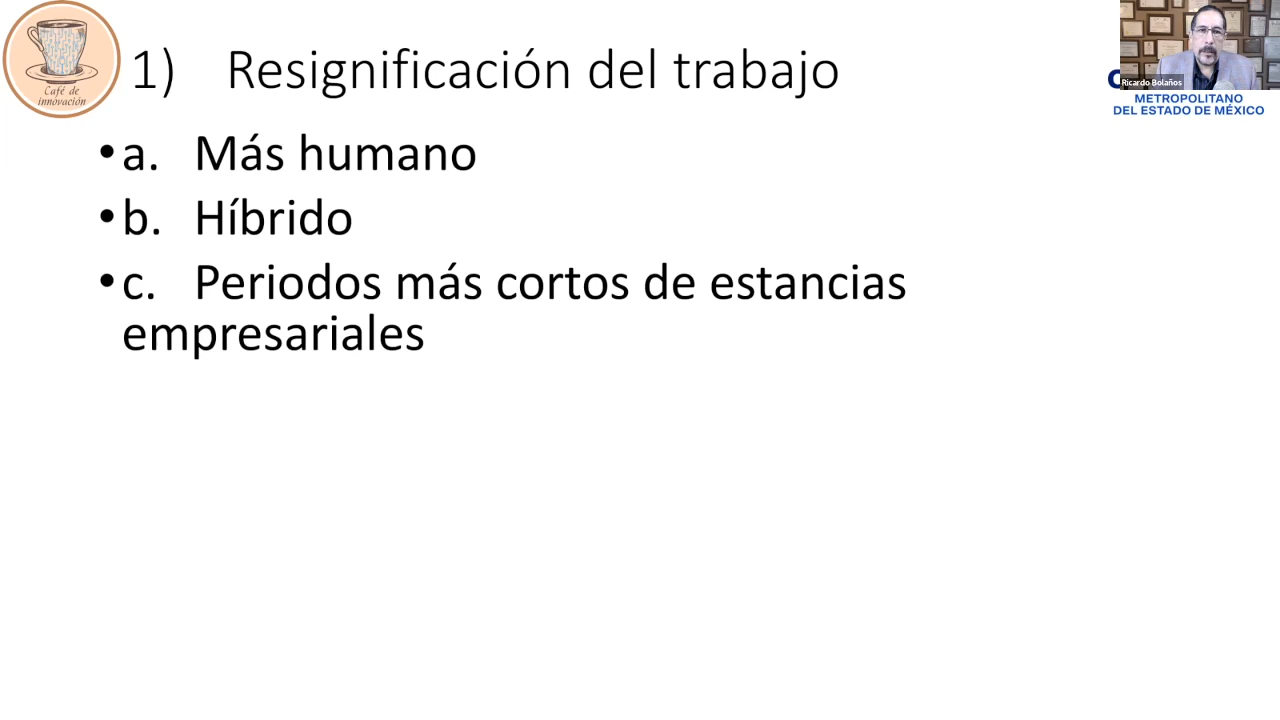 Café de
innovación
1) Resignificación del trabajo
Ricardo Bolaños
METROPOLITANO
DEL ESTADO DE MÉXICO
•a. Más humano
•b. Híbrido
•c. Periodos más cortos de estancias
empresariales